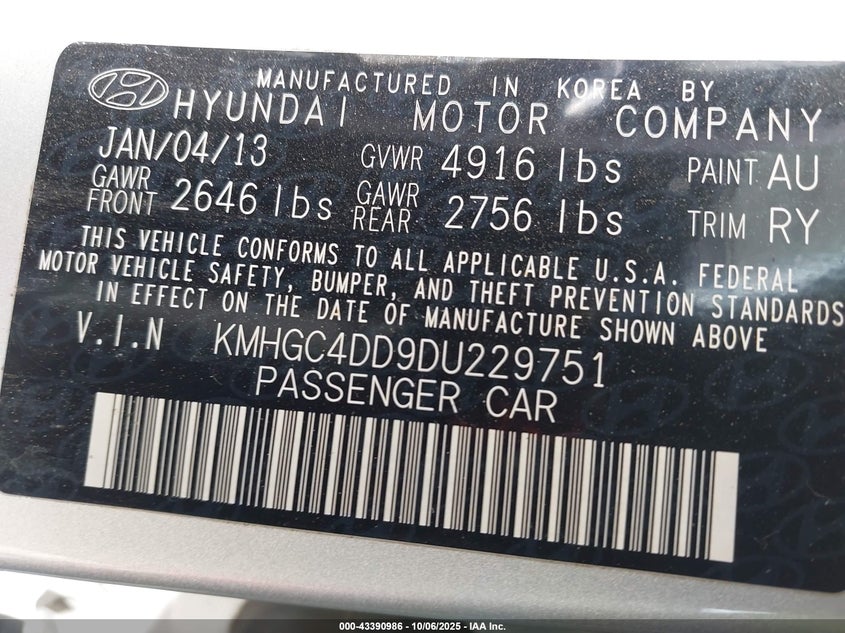 MANUFACTURED IN KOREA BY
HYUNDAI MOTOR COMPANY
JAN/04/13 GVWR 4916 lbs PAINT AU
GAWR FRONT 2646 lbs GAWR REAR 2756 lbs TRIM RY
THIS VEHICLE CONFORMS TO ALL APPLICABLE U.S.A. FEDERAL
MOTOR VEHICLE SAFETY, BUMPER, AND THEFT PREVENTION STANDARDS
IN EFFECT ON THE DATE OF MANUFACTURE SHOWN ABOVE
V.I.N KMHGC4DD9DU229751
PASSENGER CAR
000-43390986 - 10/06/2025 - IAA Inc.